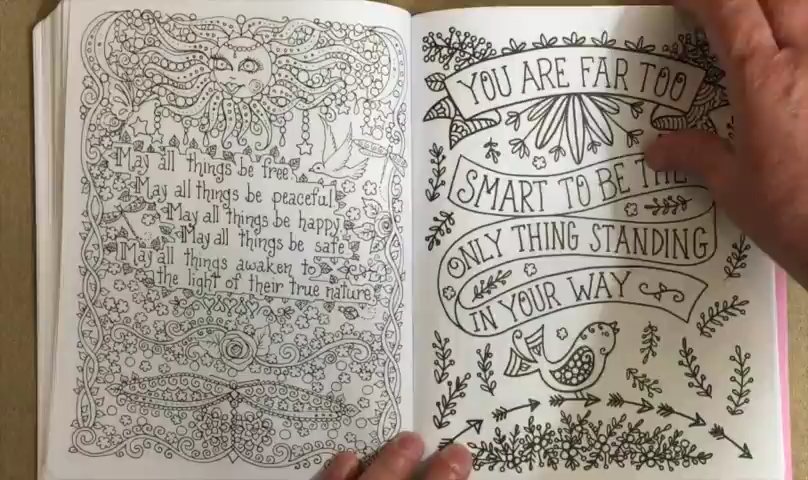 May all things be free
May all things be peaceful
May all things be happy
May all things be safe
May all things awaken to
the light of their true nature
YOU ARE FAR TOO
SMART TO BE THE
ONLY THING STANDING
IN YOUR WAY